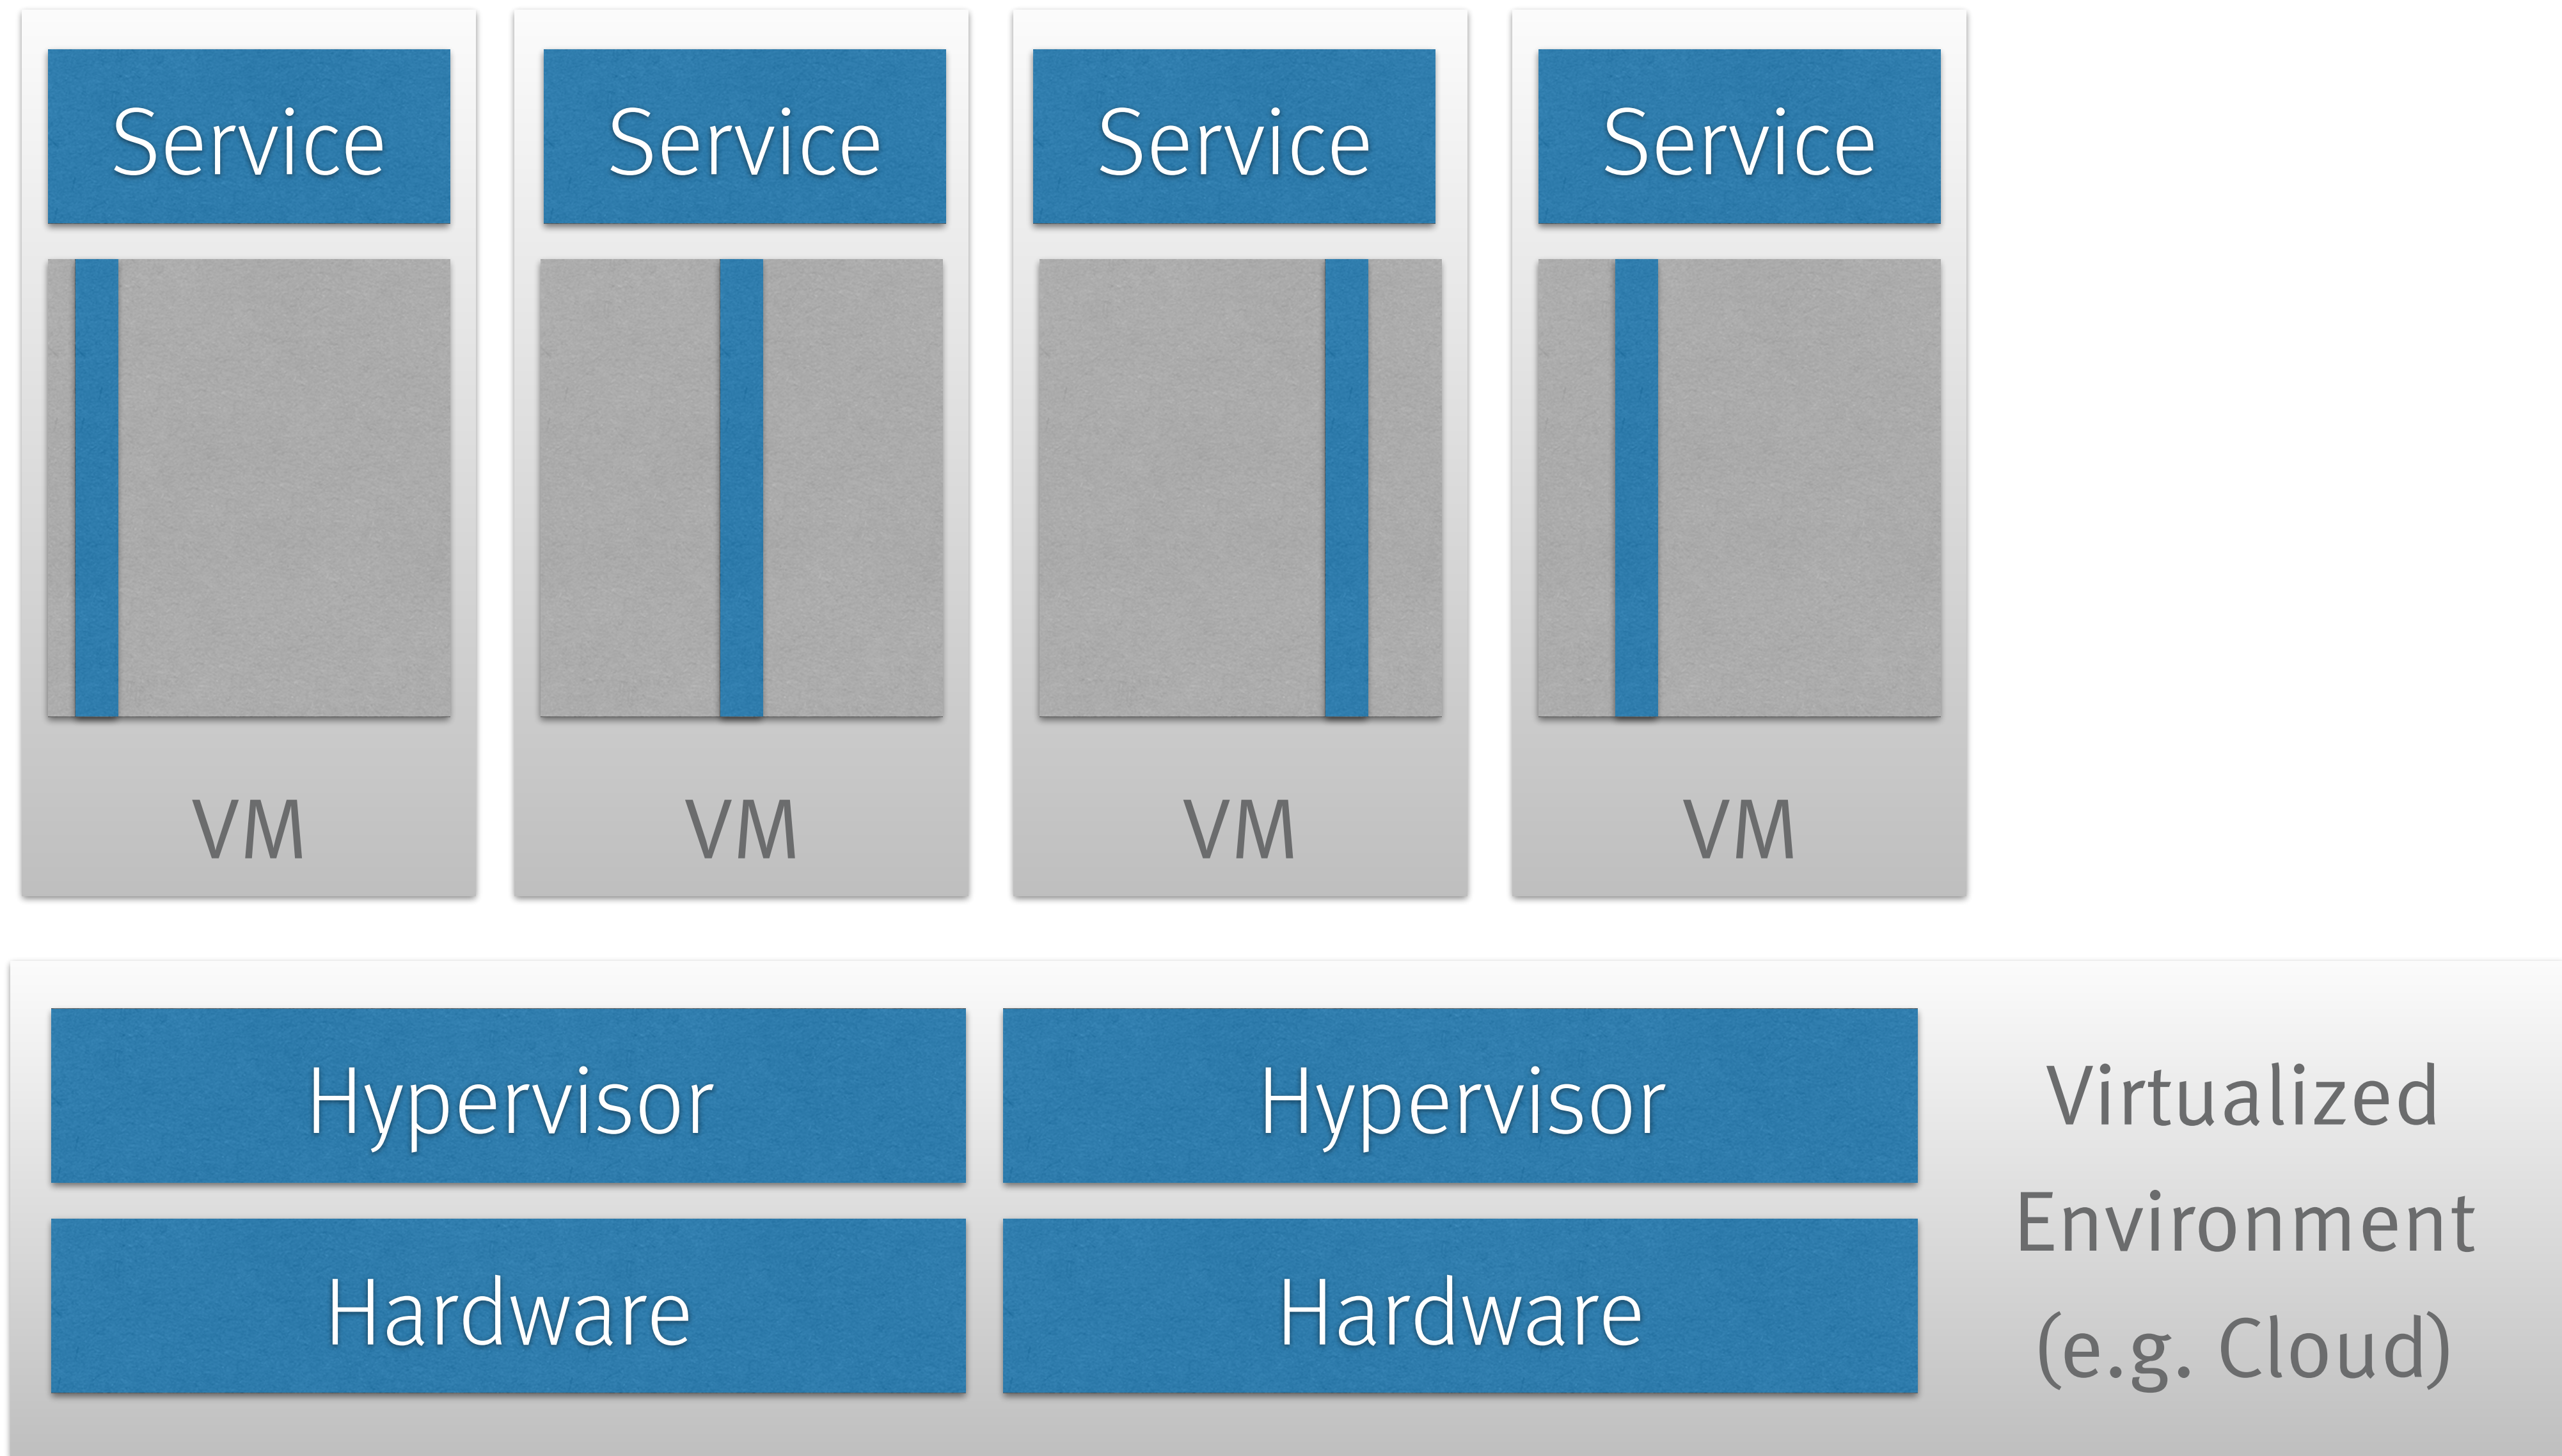 Service
Service
Service
Service
VM
VM
VM
VM
Hypervisor
Hypervisor
Hardware
Hardware
Virtualized
Environment
(e.g. Cloud)